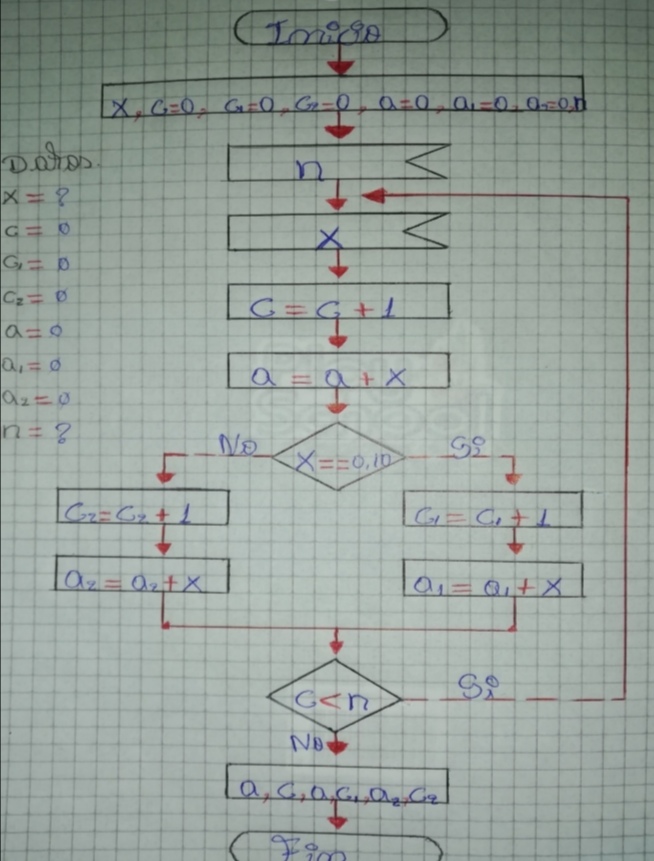 Inicio
x, c=0, c1=0, c2=0, a=0, a1=0, a2=0, n
Datos.
x = ?
c = 0
c1 = 0
c2 = 0
a = 0
a1 = 0
a2 = 0
n = ?
n
x
c = c + 1
a = a + x
x==0,10
No
Si
c2=c2 + 1
a2 = a2 + x
c1 = c1 + 1
a1 = a1 + x
c < n
Si
No
a, c, a1, c1, a2, c2
Fin